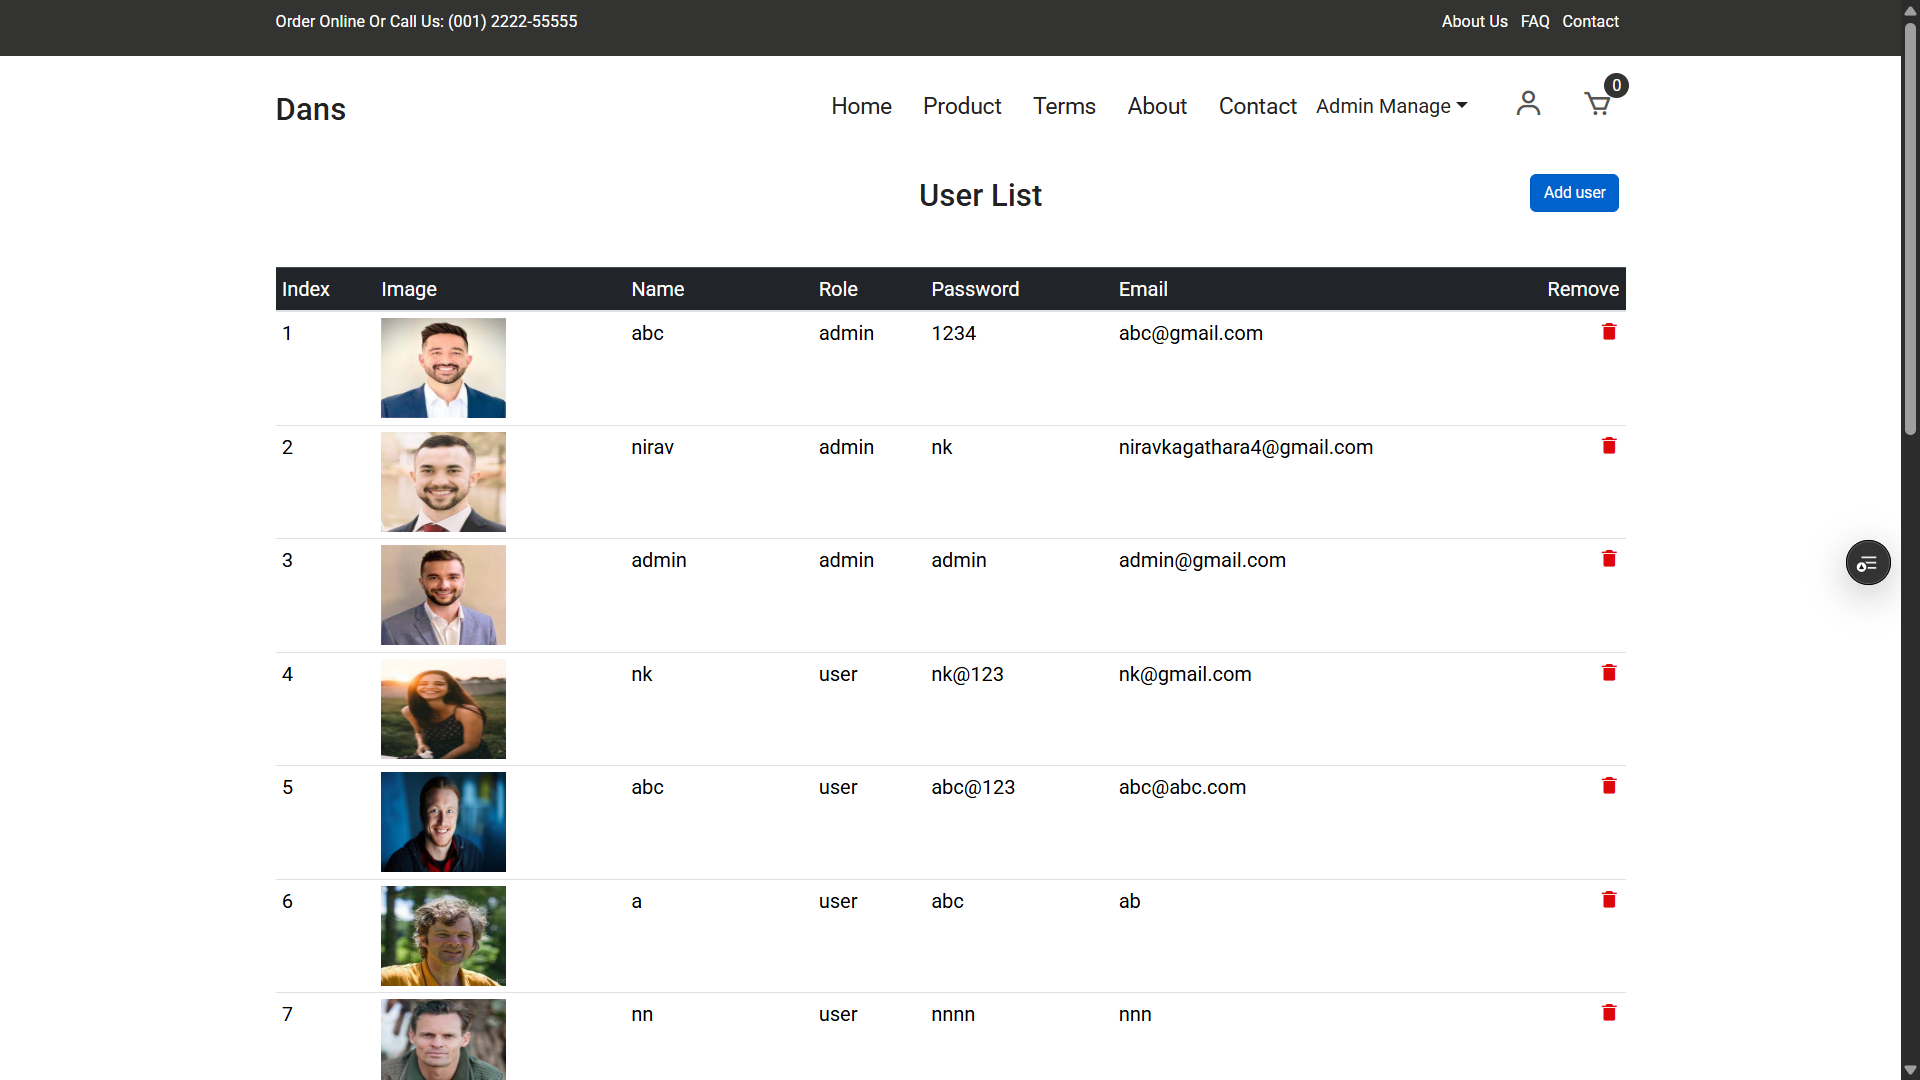 Order Online Or Call Us: (001) 2222-55555
About Us FAQ Contact
0
Dans
Home Product Terms About Contact Admin Manage
User List
Add user
Index Image Name Role Password Email Remove
1 abc admin 1234 abc@gmail.com
2 nirav admin nk niravkagathara4@gmail.com
3 admin admin admin admin@gmail.com
4 nk user nk@123 nk@gmail.com
5 abc user abc@123 abc@abc.com
6 a user abc ab
7 nn user nnnn nnn